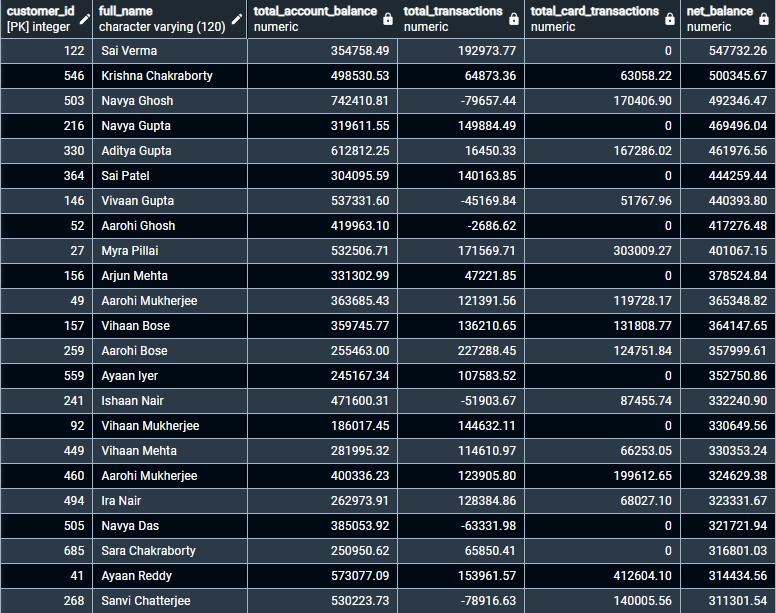 customer_id full_name total_account_balance total_transactions total_card_transactions net_balance
[PK] integer character varying (120) numeric numeric numeric numeric
122 Sai Verma 354758.49 192973.77 0 547732.26
546 Krishna Chakraborty 498530.53 64873.36 63058.22 500345.67
503 Navya Ghosh 742410.81 -79657.44 170406.90 492346.47
216 Navya Gupta 319611.55 149884.49 0 469496.04
330 Aditya Gupta 612812.25 16450.33 167286.02 461976.56
364 Sai Patel 304095.59 140163.85 0 444259.44
146 Vivaan Gupta 537331.60 -45169.84 51767.96 440393.80
52 Aarohi Ghosh 419963.10 -2686.62 0 417276.48
27 Myra Pillai 532506.71 171569.71 303009.27 401067.15
156 Arjun Mehta 331302.99 47221.85 0 378524.84
49 Aarohi Mukherjee 363685.43 121391.56 119728.17 365348.82
157 Vihaan Bose 359745.77 136210.65 131808.77 364147.65
259 Aarohi Bose 255463.00 227288.45 124751.84 357999.61
559 Ayaan Iyer 245167.34 107583.52 0 352750.86
241 Ishaan Nair 471600.31 -51903.67 87455.74 332240.90
92 Vihaan Mukherjee 186017.45 144632.11 0 330649.56
449 Vihaan Mehta 281995.32 114610.97 66253.05 330353.24
460 Aarohi Mukherjee 400336.23 123905.80 199612.65 324629.38
494 Ira Nair 262973.91 128384.86 68027.10 323331.67
505 Navya Das 385053.92 -63331.98 0 321721.94
685 Sara Chakraborty 250950.62 65850.41 0 316801.03
41 Ayaan Reddy 573077.09 153961.57 412604.10 314434.56
268 Sanvi Chatterjee 530223.73 -78916.63 140005.56 311301.54